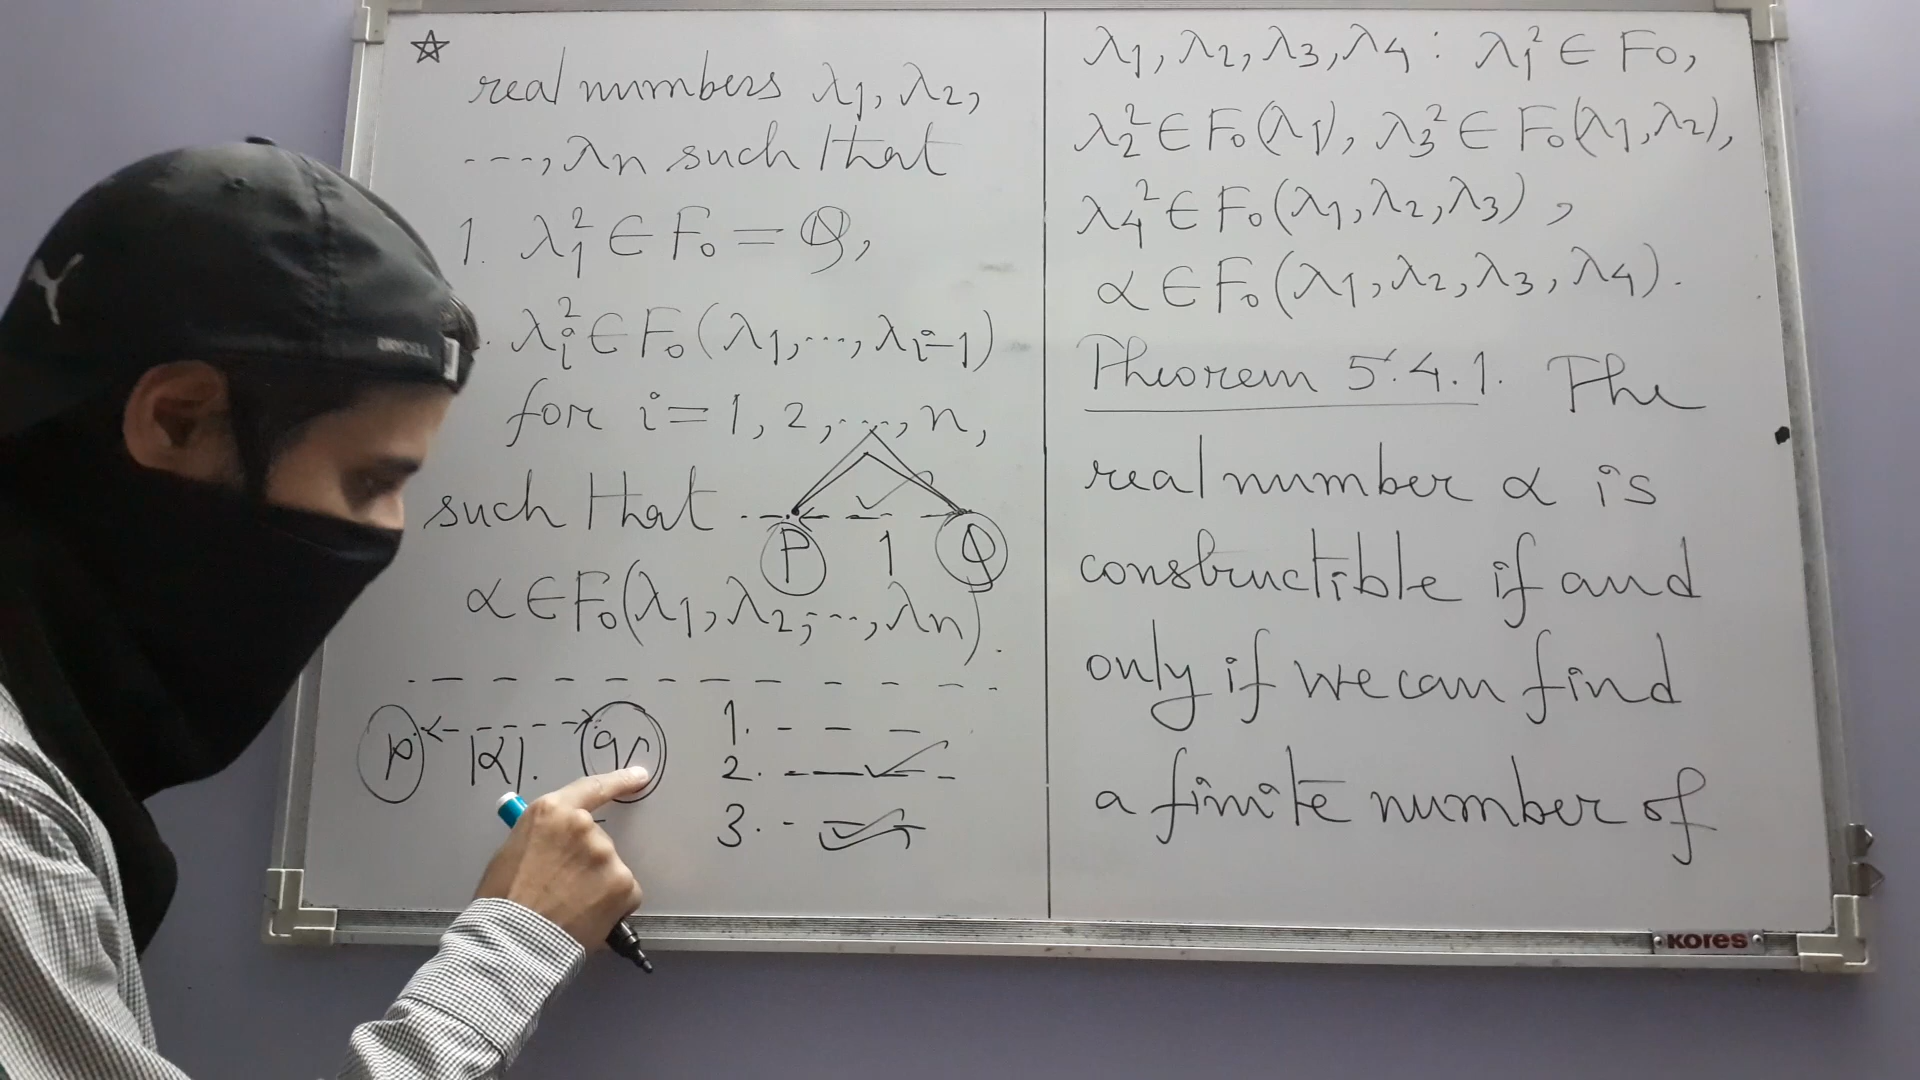 real numbers λ₁, λ₂,
---, λn such that
1. λ₁² ∈ F₀ = Q,
. λᵢ² ∈ F₀(λ₁, ..., λᵢ₋₁)
for i = 1, 2, ..., n,
such that
P 1 Q
α ∈ F₀(λ₁, λ₂, ..., λn).
p |α|. q
1. - - -
2. - - -
3. - -
λ₁, λ₂, λ₃, λ₄ : λ₁² ∈ F₀,
λ₂² ∈ F₀(λ₁), λ₃² ∈ F₀(λ₁, λ₂),
λ₄² ∈ F₀(λ₁, λ₂, λ₃),
α ∈ F₀(λ₁, λ₂, λ₃, λ₄).
Theorem 5.4.1. The
real number α is
constructible if and
only if we can find
a finite number of
KORES
DRYCELL